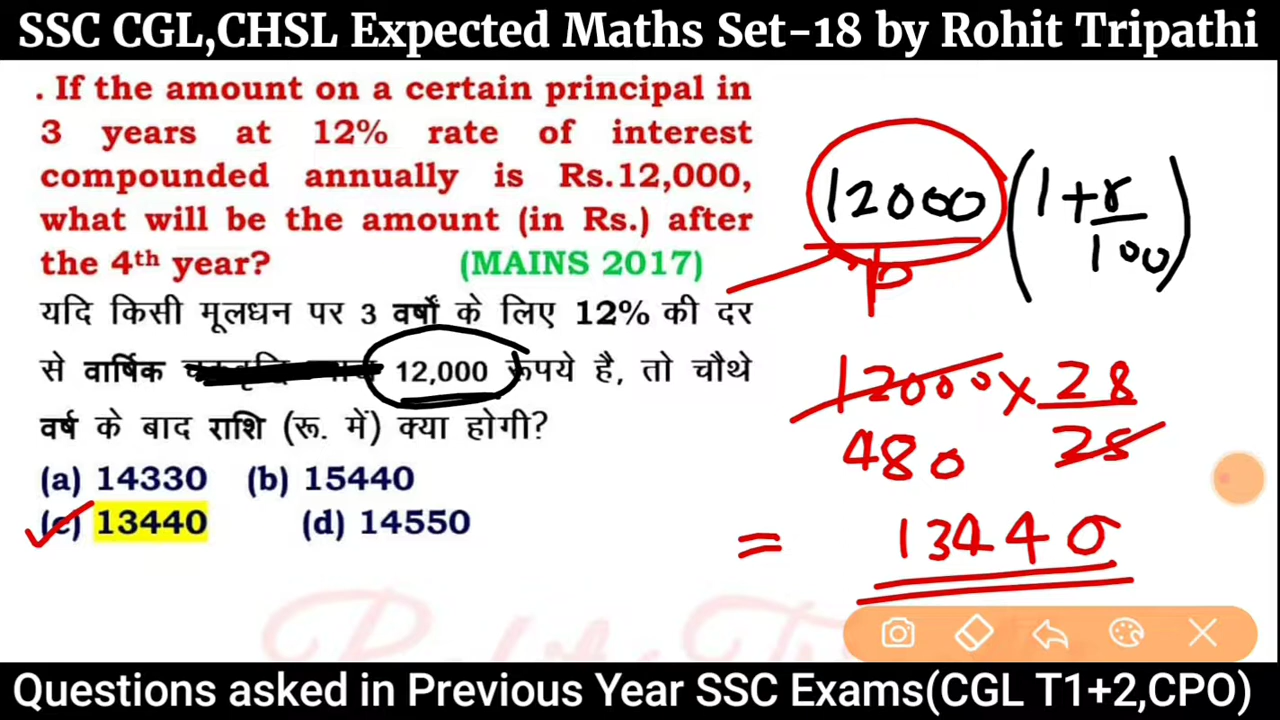 SSC CGL,CHSL Expected Maths Set-18 by Rohit Tripathi
. If the amount on a certain principal in
3 years at 12% rate of interest
compounded annually is Rs.12,000,
what will be the amount (in Rs.) after
the 4th year? (MAINS 2017)
यदि किसी मूलधन पर 3 वर्षों के लिए 12% की दर
से वार्षिक 12,000 रूपये है, तो चौथे
वर्ष के बाद राशि (रू. में) क्या होगी?
(a) 14330 (b) 15440
(c) 13440 (d) 14550
12000 (1 + r/100)
p
12000 × 28/25
480
= 13440
Questions asked in Previous Year SSC Exams(CGL T1+2,CPO)